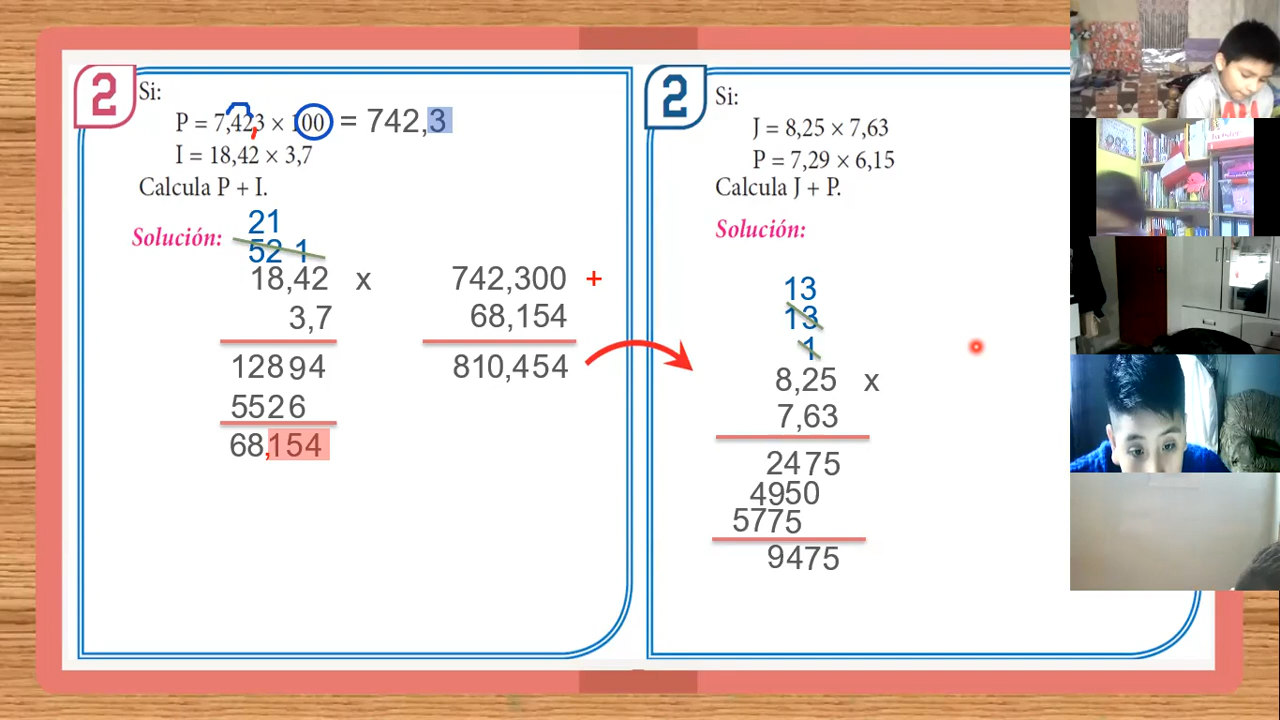 2
Si:
P = 7,423 × 100 = 742,3
I = 18,42 × 3,7
Calcula P + I.
Solución:
21
52 1
18,42 x
3,7
12894
5526
68,154
742,300 +
68,154
810,454
2
Si:
J = 8,25 × 7,63
P = 7,29 × 6,15
Calcula J + P.
Solución:
13
13
1
8,25 x
7,63
2475
4950
5775
9475